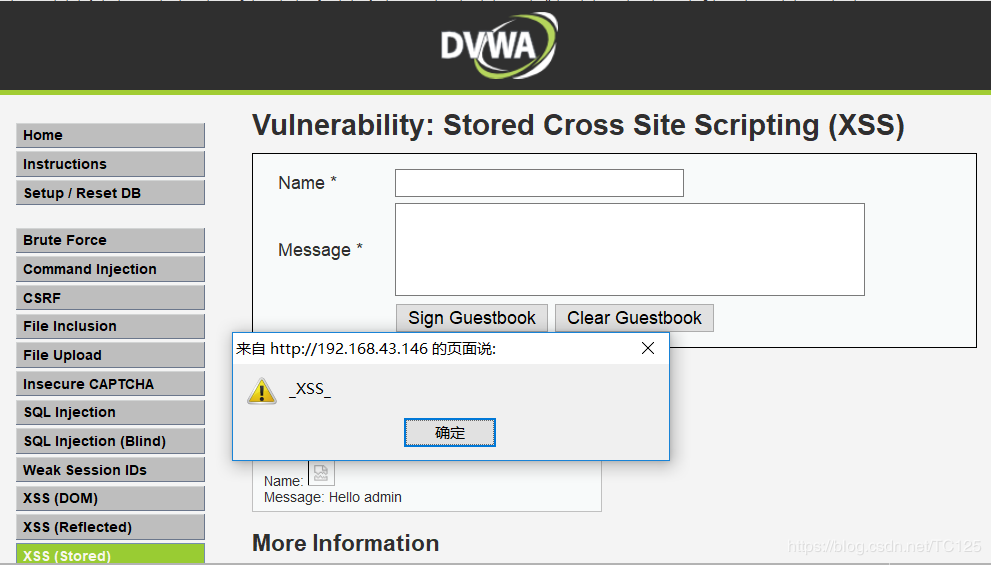 DVWA
Vulnerability: Stored Cross Site Scripting (XSS)
Home
Instructions
Setup / Reset DB
Brute Force
Command Injection
CSRF
File Inclusion
File Upload
Insecure CAPTCHA
SQL Injection
SQL Injection (Blind)
Weak Session IDs
XSS (DOM)
XSS (Reflected)
XSS (Stored)
Name *
Message *
Sign Guestbook Clear Guestbook
来自 http://192.168.43.146 的页面说:
_XSS_
确定
Name:
Message: Hello admin
More Information
https://blog.csdn.net/TC125